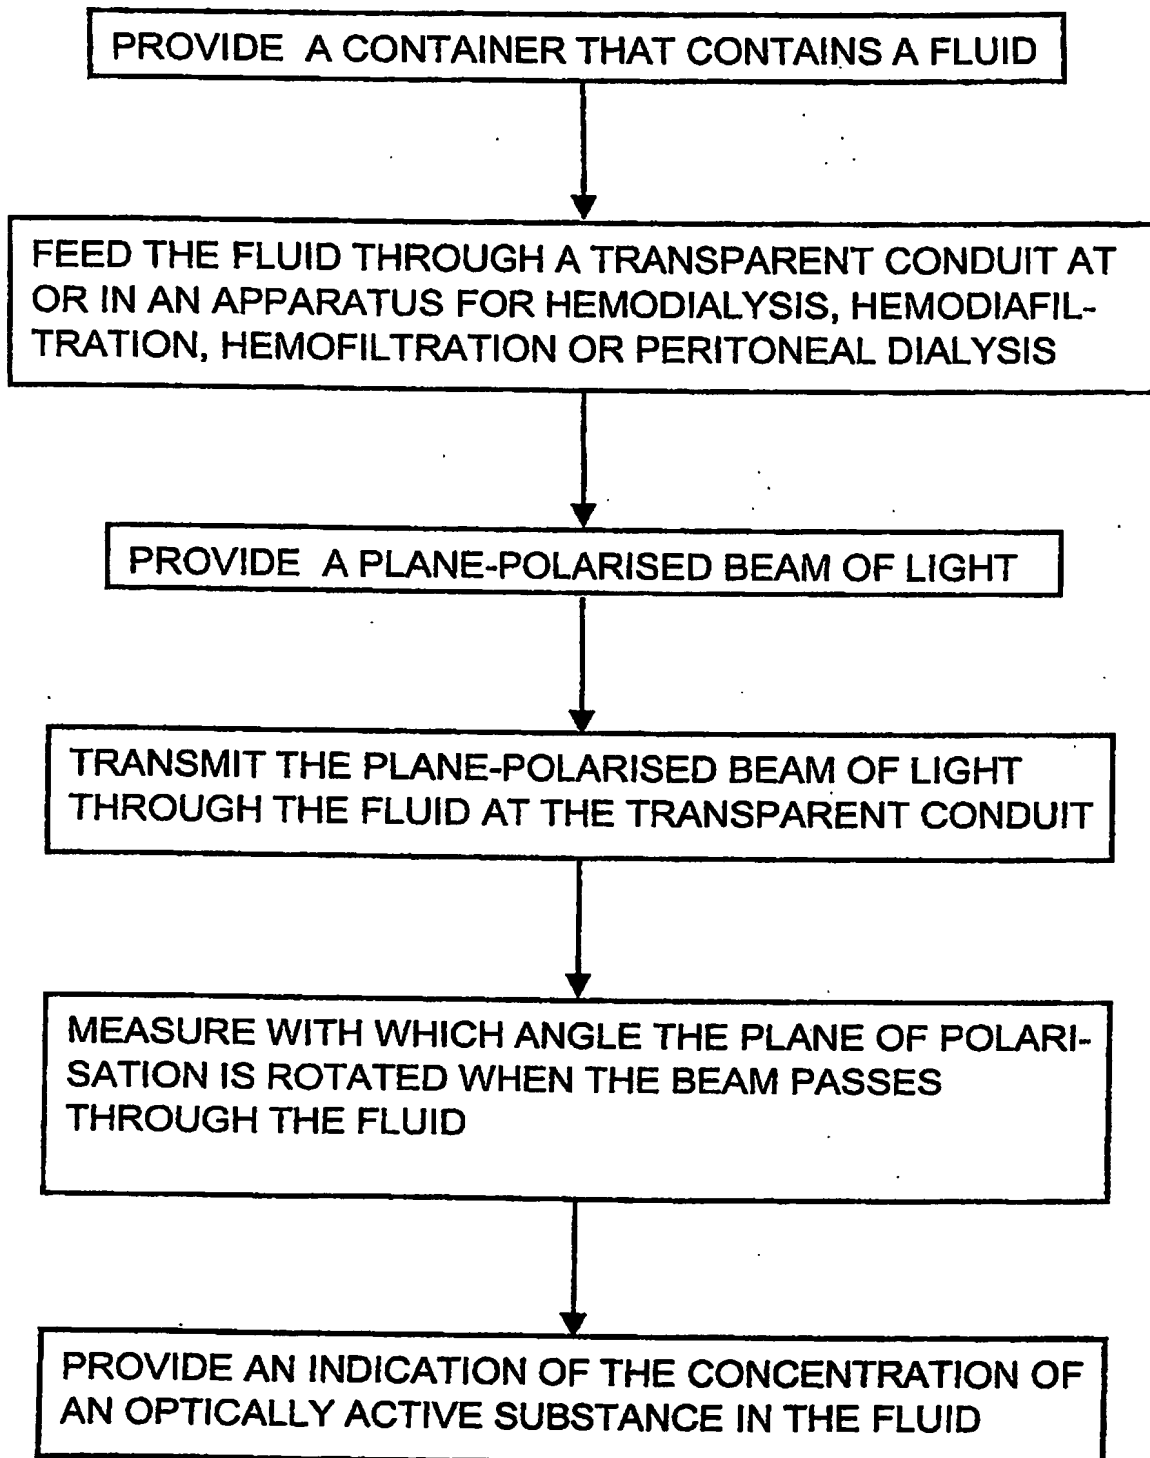 PROVIDE A CONTAINER THAT CONTAINS A FLUID
FEED THE FLUID THROUGH A TRANSPARENT CONDUIT AT
OR IN AN APPARATUS FOR HEMODIALYSIS, HEMODIAFIL-
TRATION, HEMOFILTRATION OR PERITONEAL DIALYSIS
PROVIDE A PLANE-POLARISED BEAM OF LIGHT
TRANSMIT THE PLANE-POLARISED BEAM OF LIGHT
THROUGH THE FLUID AT THE TRANSPARENT CONDUIT
MEASURE WITH WHICH ANGLE THE PLANE OF POLARI-
SATION IS ROTATED WHEN THE BEAM PASSES
THROUGH THE FLUID
PROVIDE AN INDICATION OF THE CONCENTRATION OF
AN OPTICALLY ACTIVE SUBSTANCE IN THE FLUID